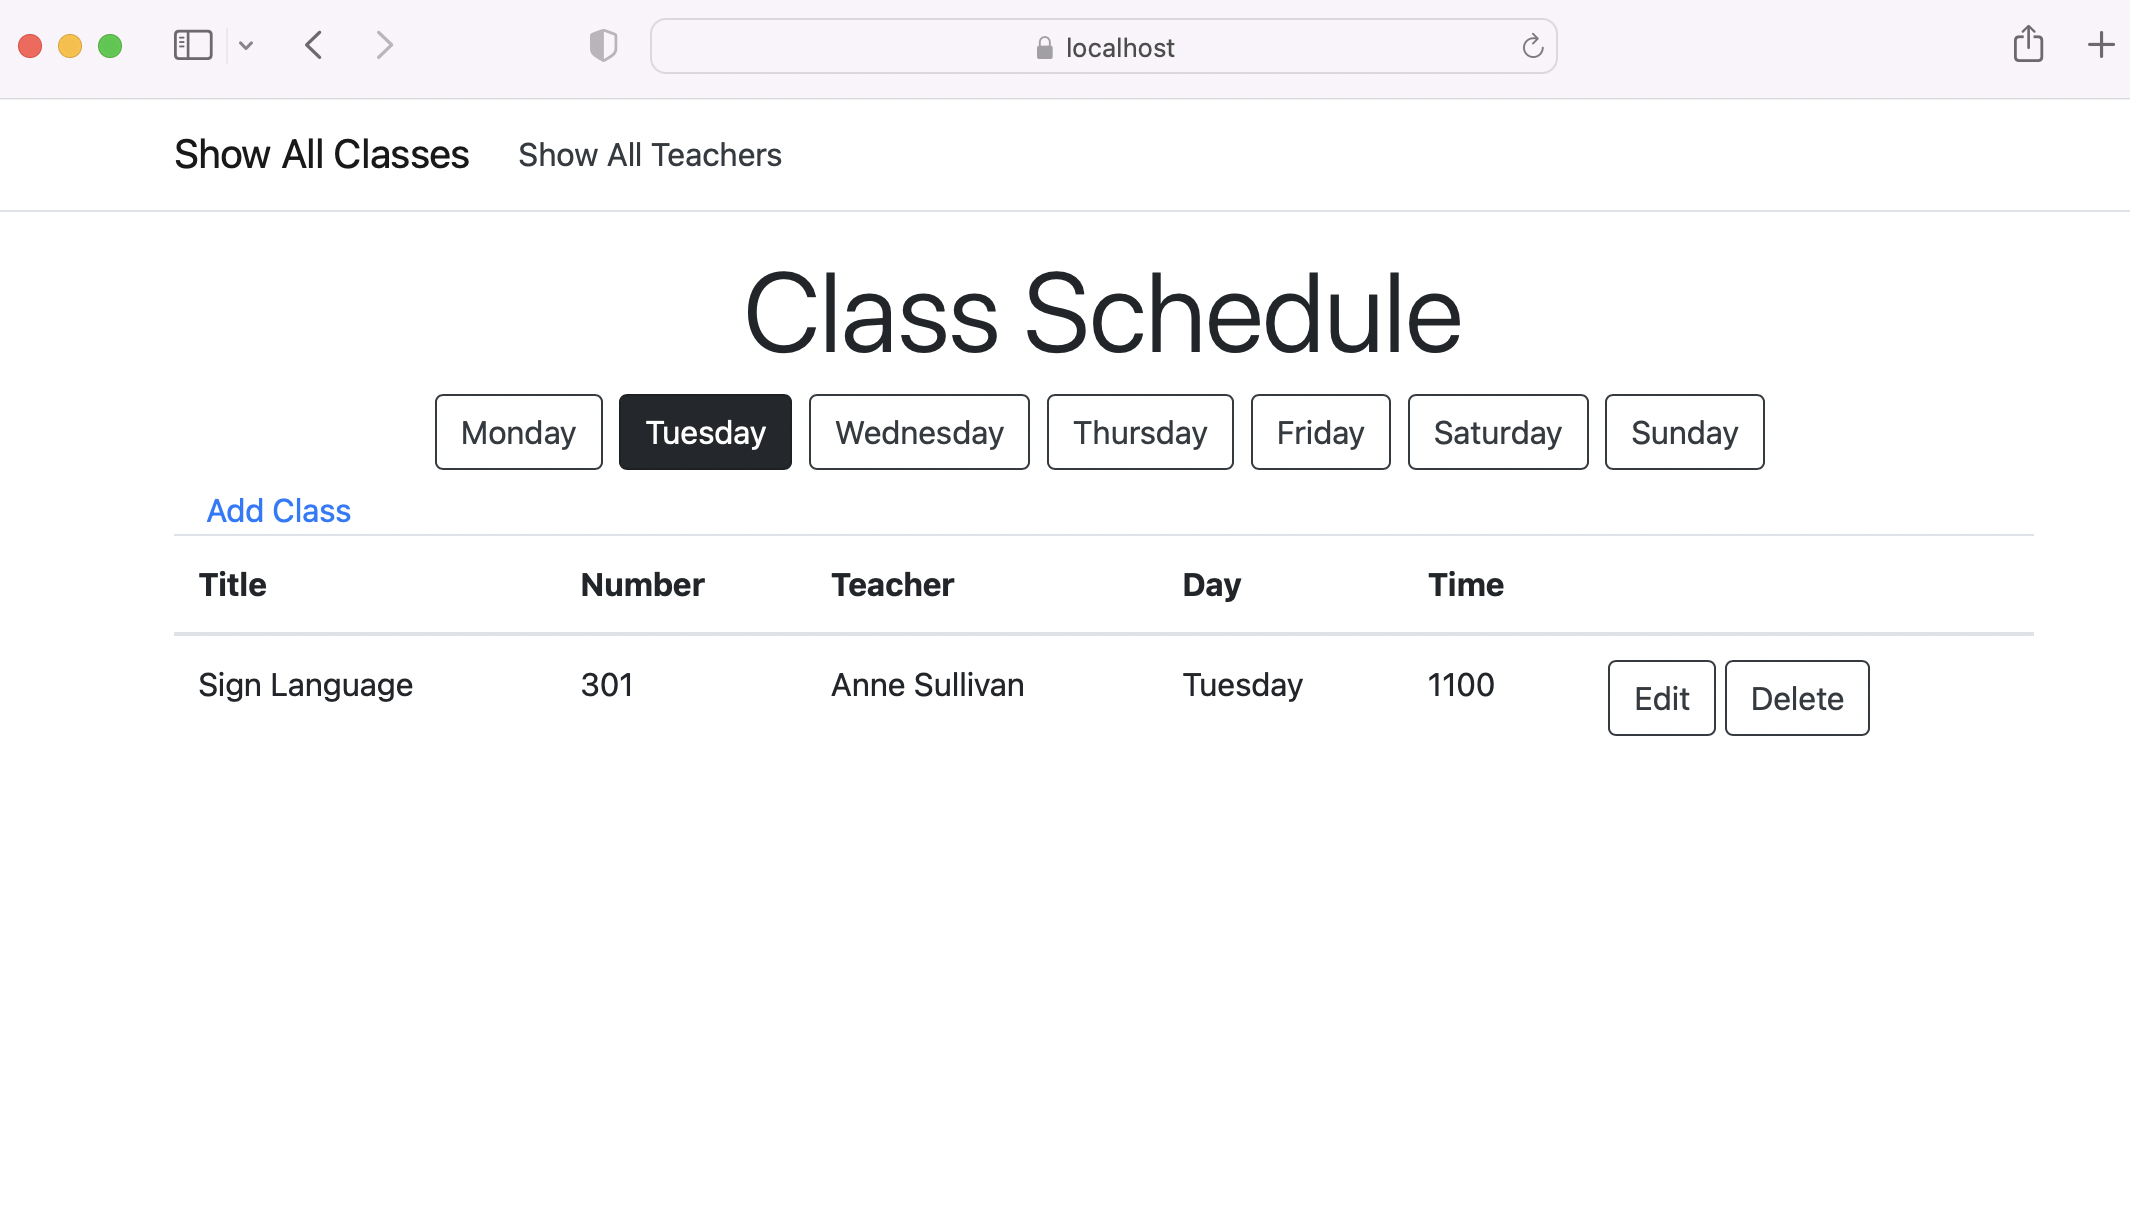 localhost
Show All Classes Show All Teachers
Class Schedule
Monday Tuesday Wednesday Thursday Friday Saturday Sunday
Add Class
Title Number Teacher Day Time
Sign Language 301 Anne Sullivan Tuesday 1100 Edit Delete